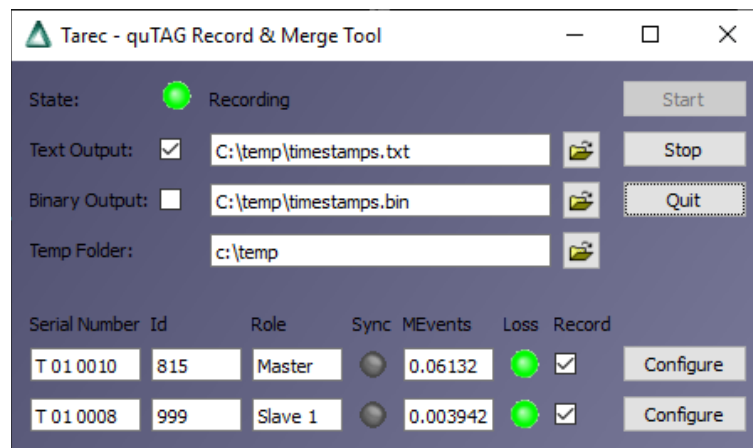 Tarec - quTAG Record & Merge Tool
State: Recording Start
Text Output: C:\temp\timestamps.txt Stop
Binary Output: C:\temp\timestamps.bin Quit
Temp Folder: c:\temp
Serial Number Id Role Sync MEvents Loss Record
T 01 0010 815 Master 0.06132 Configure
T 01 0008 999 Slave 1 0.003942 Configure